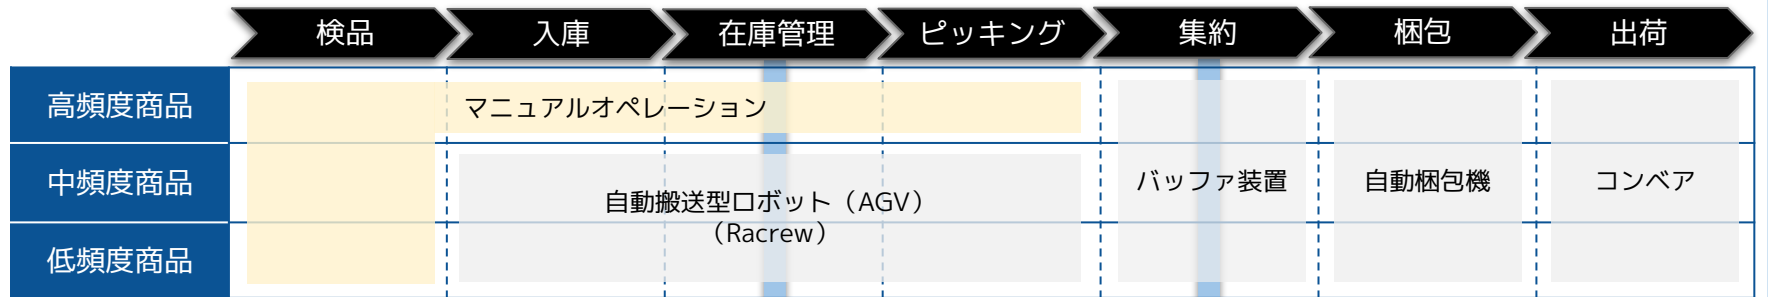 検品
入庫
在庫管理
ピッキング
集約
梱包
出荷
高頻度商品
マニュアルオペレーション
中頻度商品
自動搬送型ロボット（AGV）
（Racrew）
バッファ装置
自動梱包機
コンベア
低頻度商品